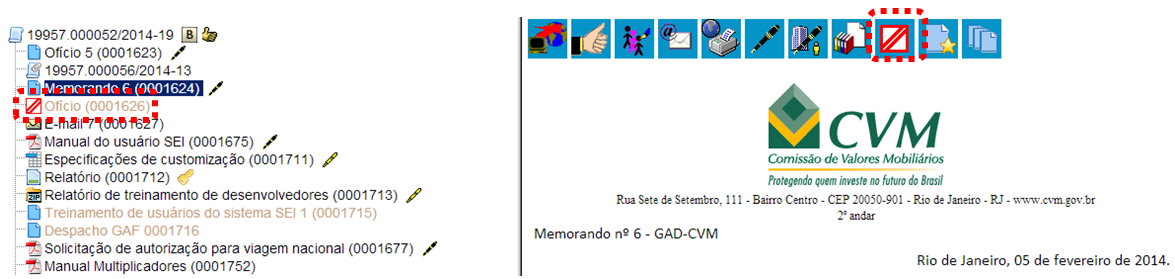 19957.000052/2014-19 B
Ofício 5 (0001623)
19957.000056/2014-13
Memorando 6 (0001624)
Ofício (0001626)
E-mail 7 (0001627)
Manual do usuário SEI (0001675)
Especificações de customização (0001711)
Relatório (0001712)
ZIP Relatório de treinamento de desenvolvedores (0001713)
Treinamento de usuários do sistema SEI 1 (0001715)
Despacho GAF 0001716
Solicitação de autorização para viagem nacional (0001677)
Manual Multiplicadores (0001752)
@
CVM
Comissão de Valores Mobiliários
Protegendo quem investe no futuro do Brasil
Rua Sete de Setembro, 111 - Bairro Centro - CEP 20050-901 - Rio de Janeiro - RJ - www.cvm.gov.br
2º andar
Memorando nº 6 - GAD-CVM
Rio de Janeiro, 05 de fevereiro de 2014.